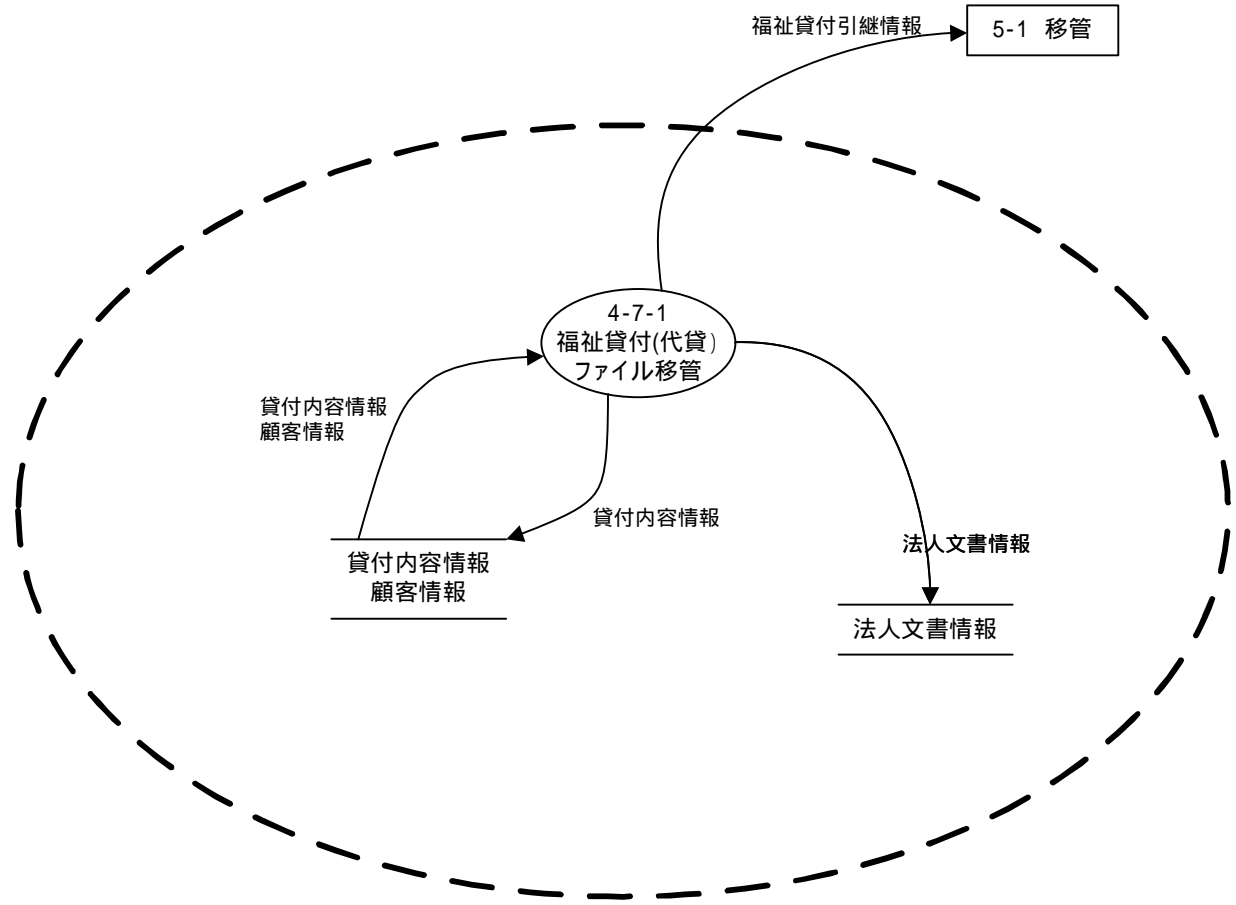 福祉貸付引継情報
5-1 移管
4-7-1
福祉貸付(代貸)
ファイル移管
貸付内容情報
顧客情報
貸付内容情報
法人文書情報
貸付内容情報
顧客情報
法人文書情報